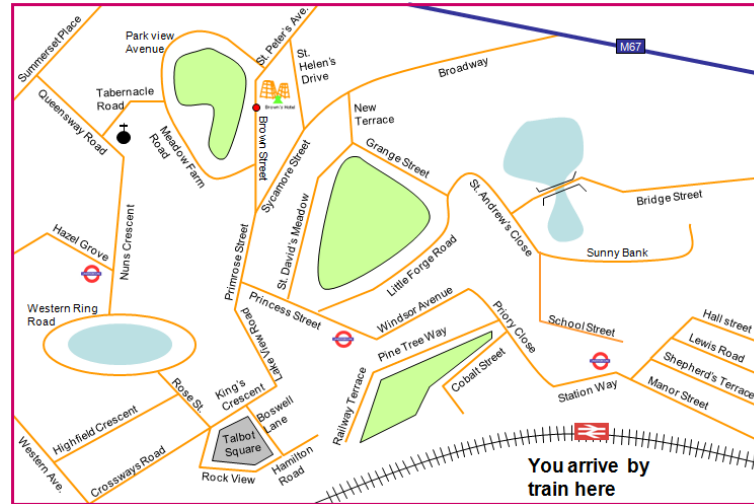 Summerset Place
Park view
Avenue
St. Peter's Ave.
St.
Helen's
Drive
M67
Broadway
Tabernacle
Road
Queensway Road
Brown's Hotel
New
Terrace
Meadow Farm
Road
Brown Street
Sycamore Street
Grange Street
St. Andrew's Close
Bridge Street
Hazel Grove
Nuns Crescent
Primrose Street
St. David's Meadow
Little Forge Road
Sunny Bank
Western Ring
Road
Princess Street
Windsor Avenue
Priory Close
School Street
Hall street
Lewis Road
Shepherd's Terrace
Manor Street
Lake View Road
Pine Tree Way
Cobalt Street
Station Way
Rose St.
King's
Crescent
Railway Terrace
Boswell
Lane
Highfield Crescent
Talbot
Square
Western Ave.
Crossways Road
Rock View
Hamilton
Road
You arrive by
train here